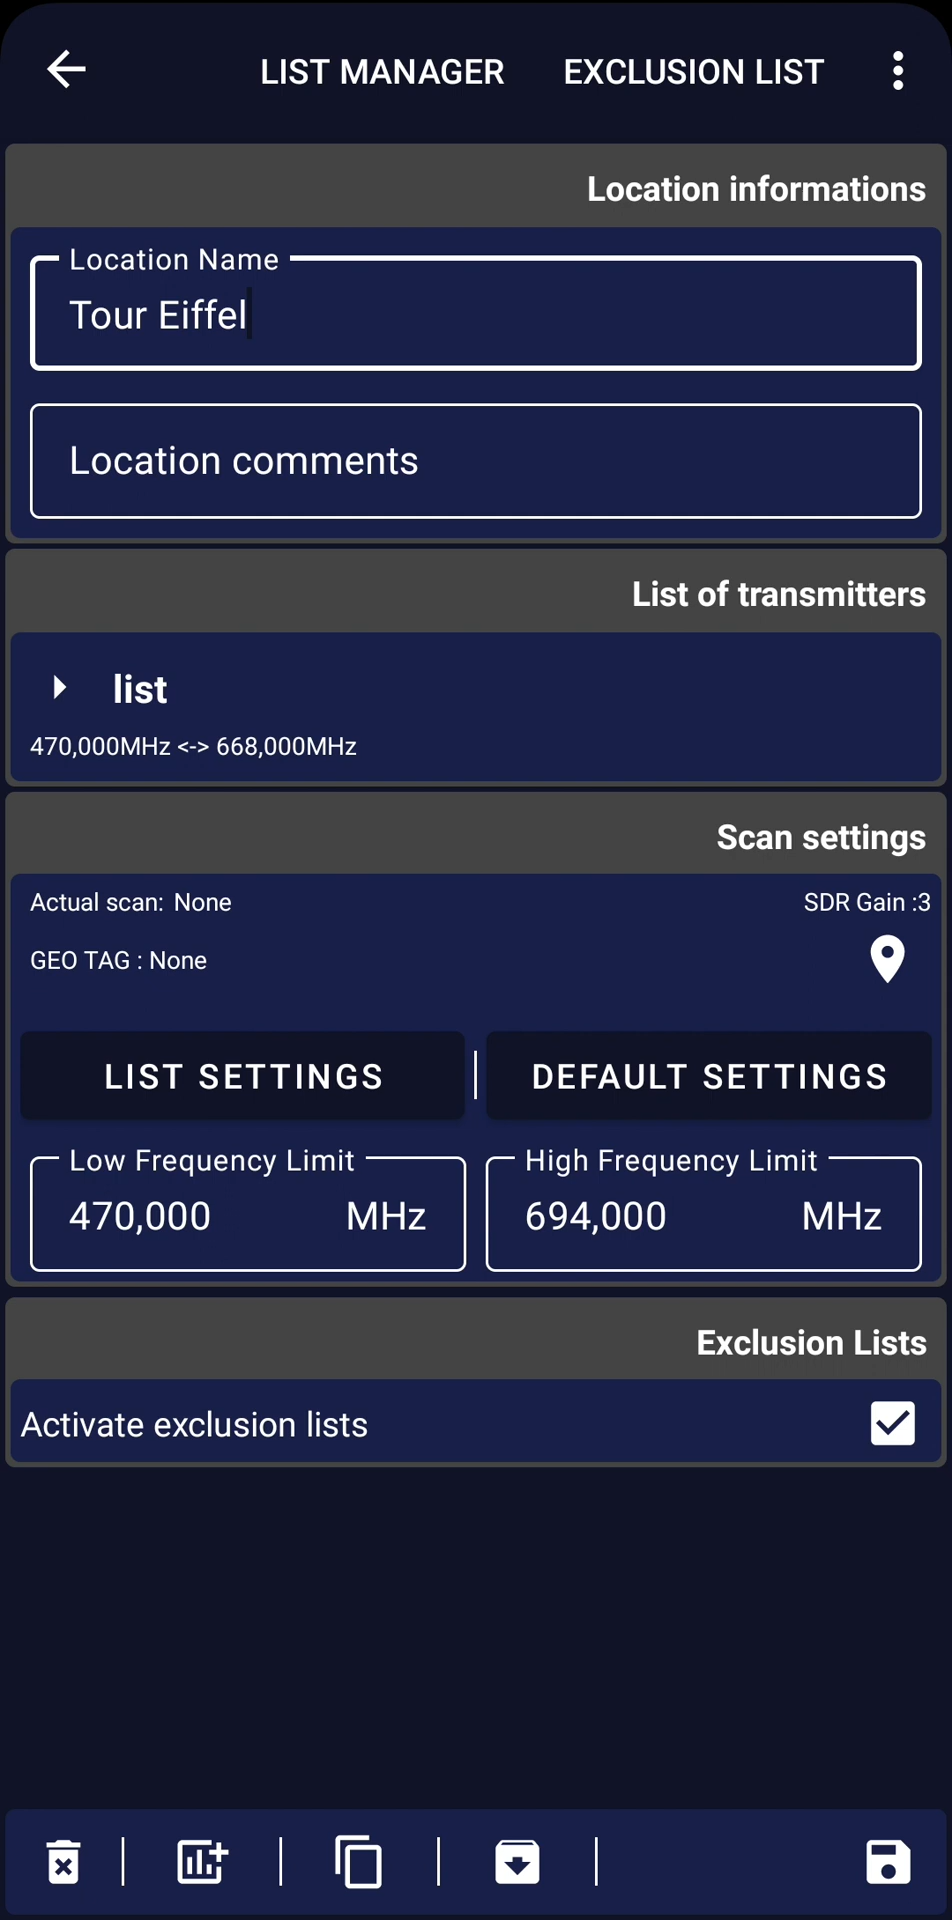 LIST MANAGER EXCLUSION LIST
Location informations
Location Name
Tour Eiffel
Location comments
List of transmitters
list
470,000MHz <-> 668,000MHz
Scan settings
Actual scan: None SDR Gain :3
GEO TAG : None
LIST SETTINGS DEFAULT SETTINGS
Low Frequency Limit High Frequency Limit
470,000 MHz 694,000 MHz
Exclusion Lists
Activate exclusion lists